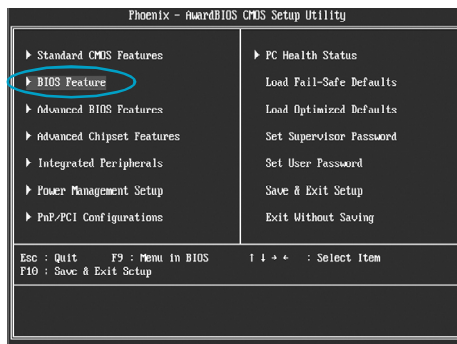 Phoenix - AwardBIOS CMOS Setup Utility
▶ Standard CMOS Features
▶ BIOS Feature
▶ Advanced BIOS Features
▶ Advanced Chipset Features
▶ Integrated Peripherals
▶ Power Management Setup
▶ PnP/PCI Configurations
▶ PC Health Status
Load Fail-Safe Defaults
Load Optimized Defaults
Set Supervisor Password
Set User Password
Save & Exit Setup
Exit Without Saving
Esc : Quit F9 : Menu in BIOS ↑ ↓ → ← : Select Item
F10 : Save & Exit Setup